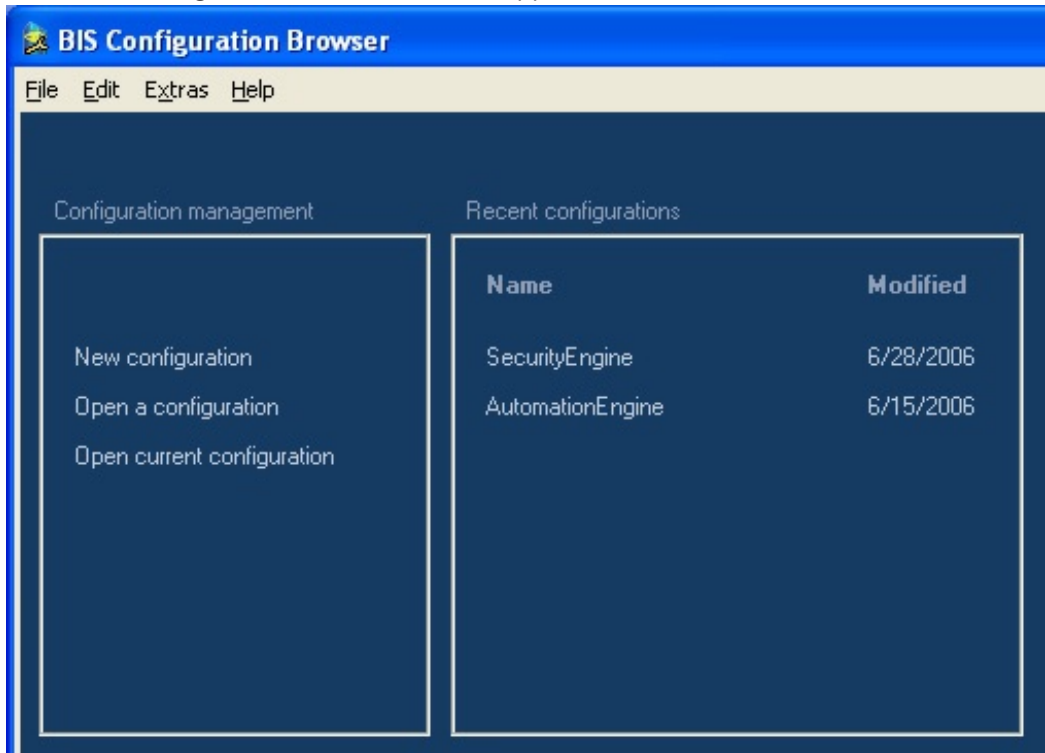 BIS Configuration Browser
File Edit Extras Help
Configuration management
New configuration
Open a configuration
Open current configuration
Recent configurations
Name Modified
SecurityEngine 6/28/2006
AutomationEngine 6/15/2006